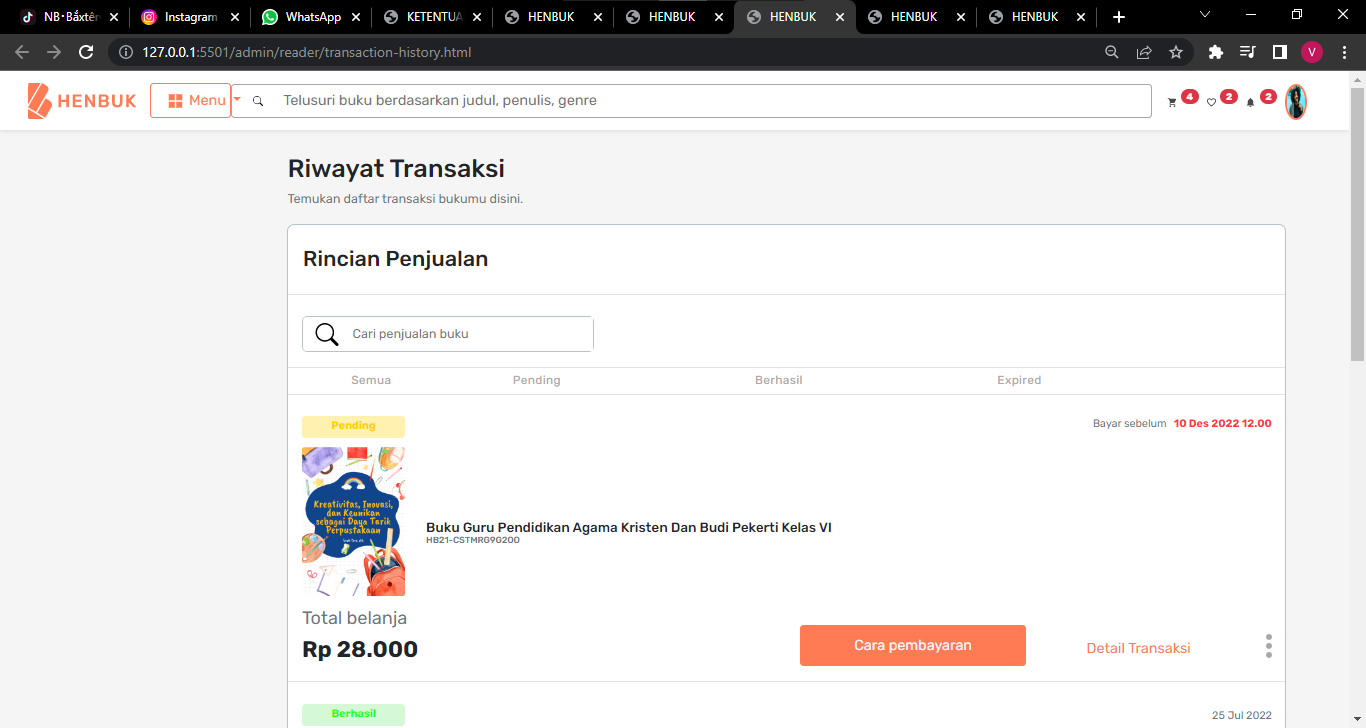 NB•Bắxtên
Instagram
WhatsApp
KETENTUA
HENBUK
HENBUK
HENBUK
HENBUK
HENBUK
127.0.0.1:5501/admin/reader/transaction-history.html
V
HENBUK
Menu
Telusuri buku berdasarkan judul, penulis, genre
4
2
2
Riwayat Transaksi
Temukan daftar transaksi bukumu disini.
Rincian Penjualan
Cari penjualan buku
Semua Pending Berhasil Expired
Pending
Bayar sebelum 10 Des 2022 12.00
Kreativitas, Inovasi,
dan Keunikan
sebagai Daya Tarik
Perpustakaan
Buku Guru Pendidikan Agama Kristen Dan Budi Pekerti Kelas VI
HB21-CSTMRG9G200
Total belanja
Rp 28.000
Cara pembayaran
Detail Transaksi
Berhasil
25 Jul 2022